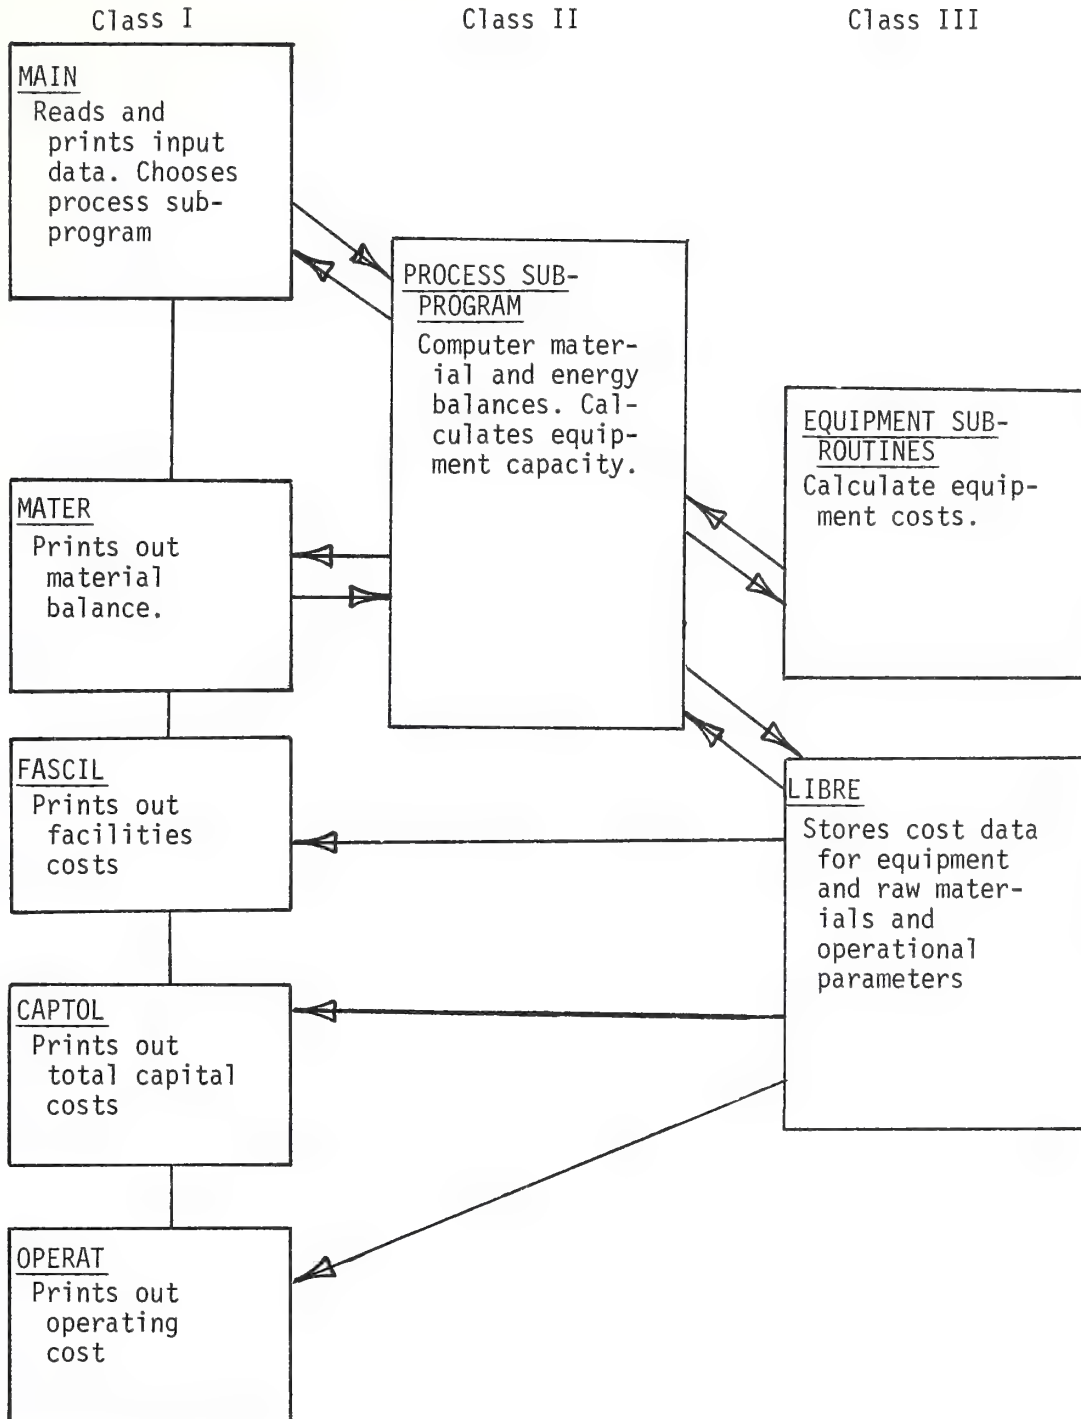 Class I
Class II
Class III
MAIN
Reads and
prints input
data. Chooses
process sub-
program
PROCESS SUB-
PROGRAM
Computer mater-
ial and energy
balances. Cal-
culates equip-
ment capacity.
EQUIPMENT SUB-
ROUTINES
Calculate equip-
ment costs.
MATER
Prints out
material
balance.
FASCIL
Prints out
facilities
costs
LIBRE
Stores cost data
for equipment
and raw mater-
ials and
operational
parameters
CAPTOL
Prints out
total capital
costs
OPERAT
Prints out
operating
cost